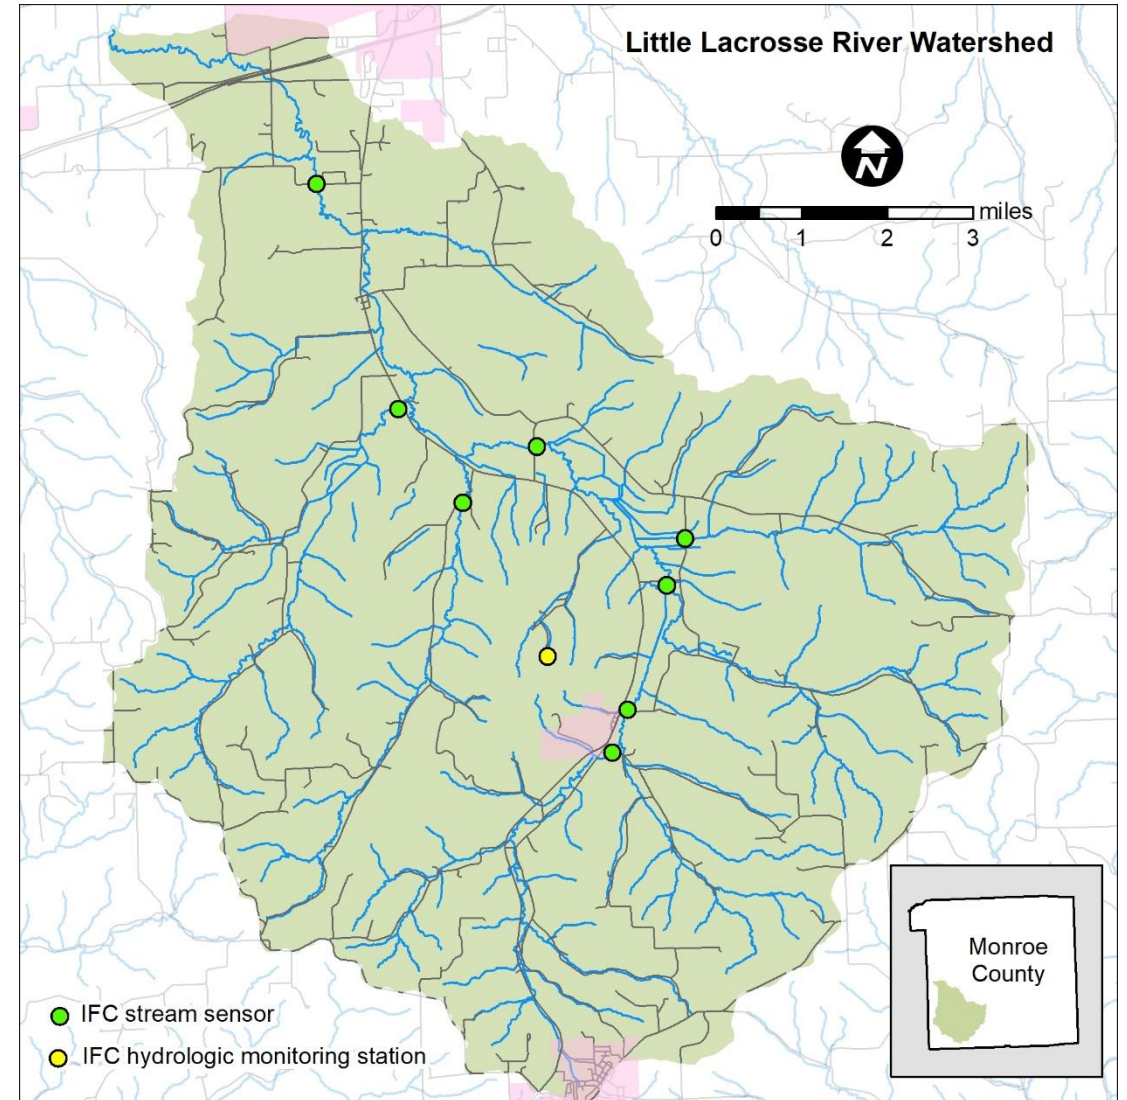 Little Lacrosse River Watershed
N
miles
0 1 2 3
Monroe
County
IFC stream sensor
IFC hydrologic monitoring station